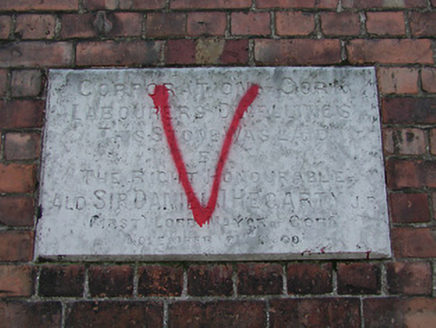 CORPORATION OF CORK
LABOURERS DWELLINGS
THIS STONE WAS LAID
BY
THE RIGHT HONOURABLE
ALD. SIR DANIEL J HEGARTY J.P.
(FIRST) LORD MAYOR OF CORK
NOVEMBER
V